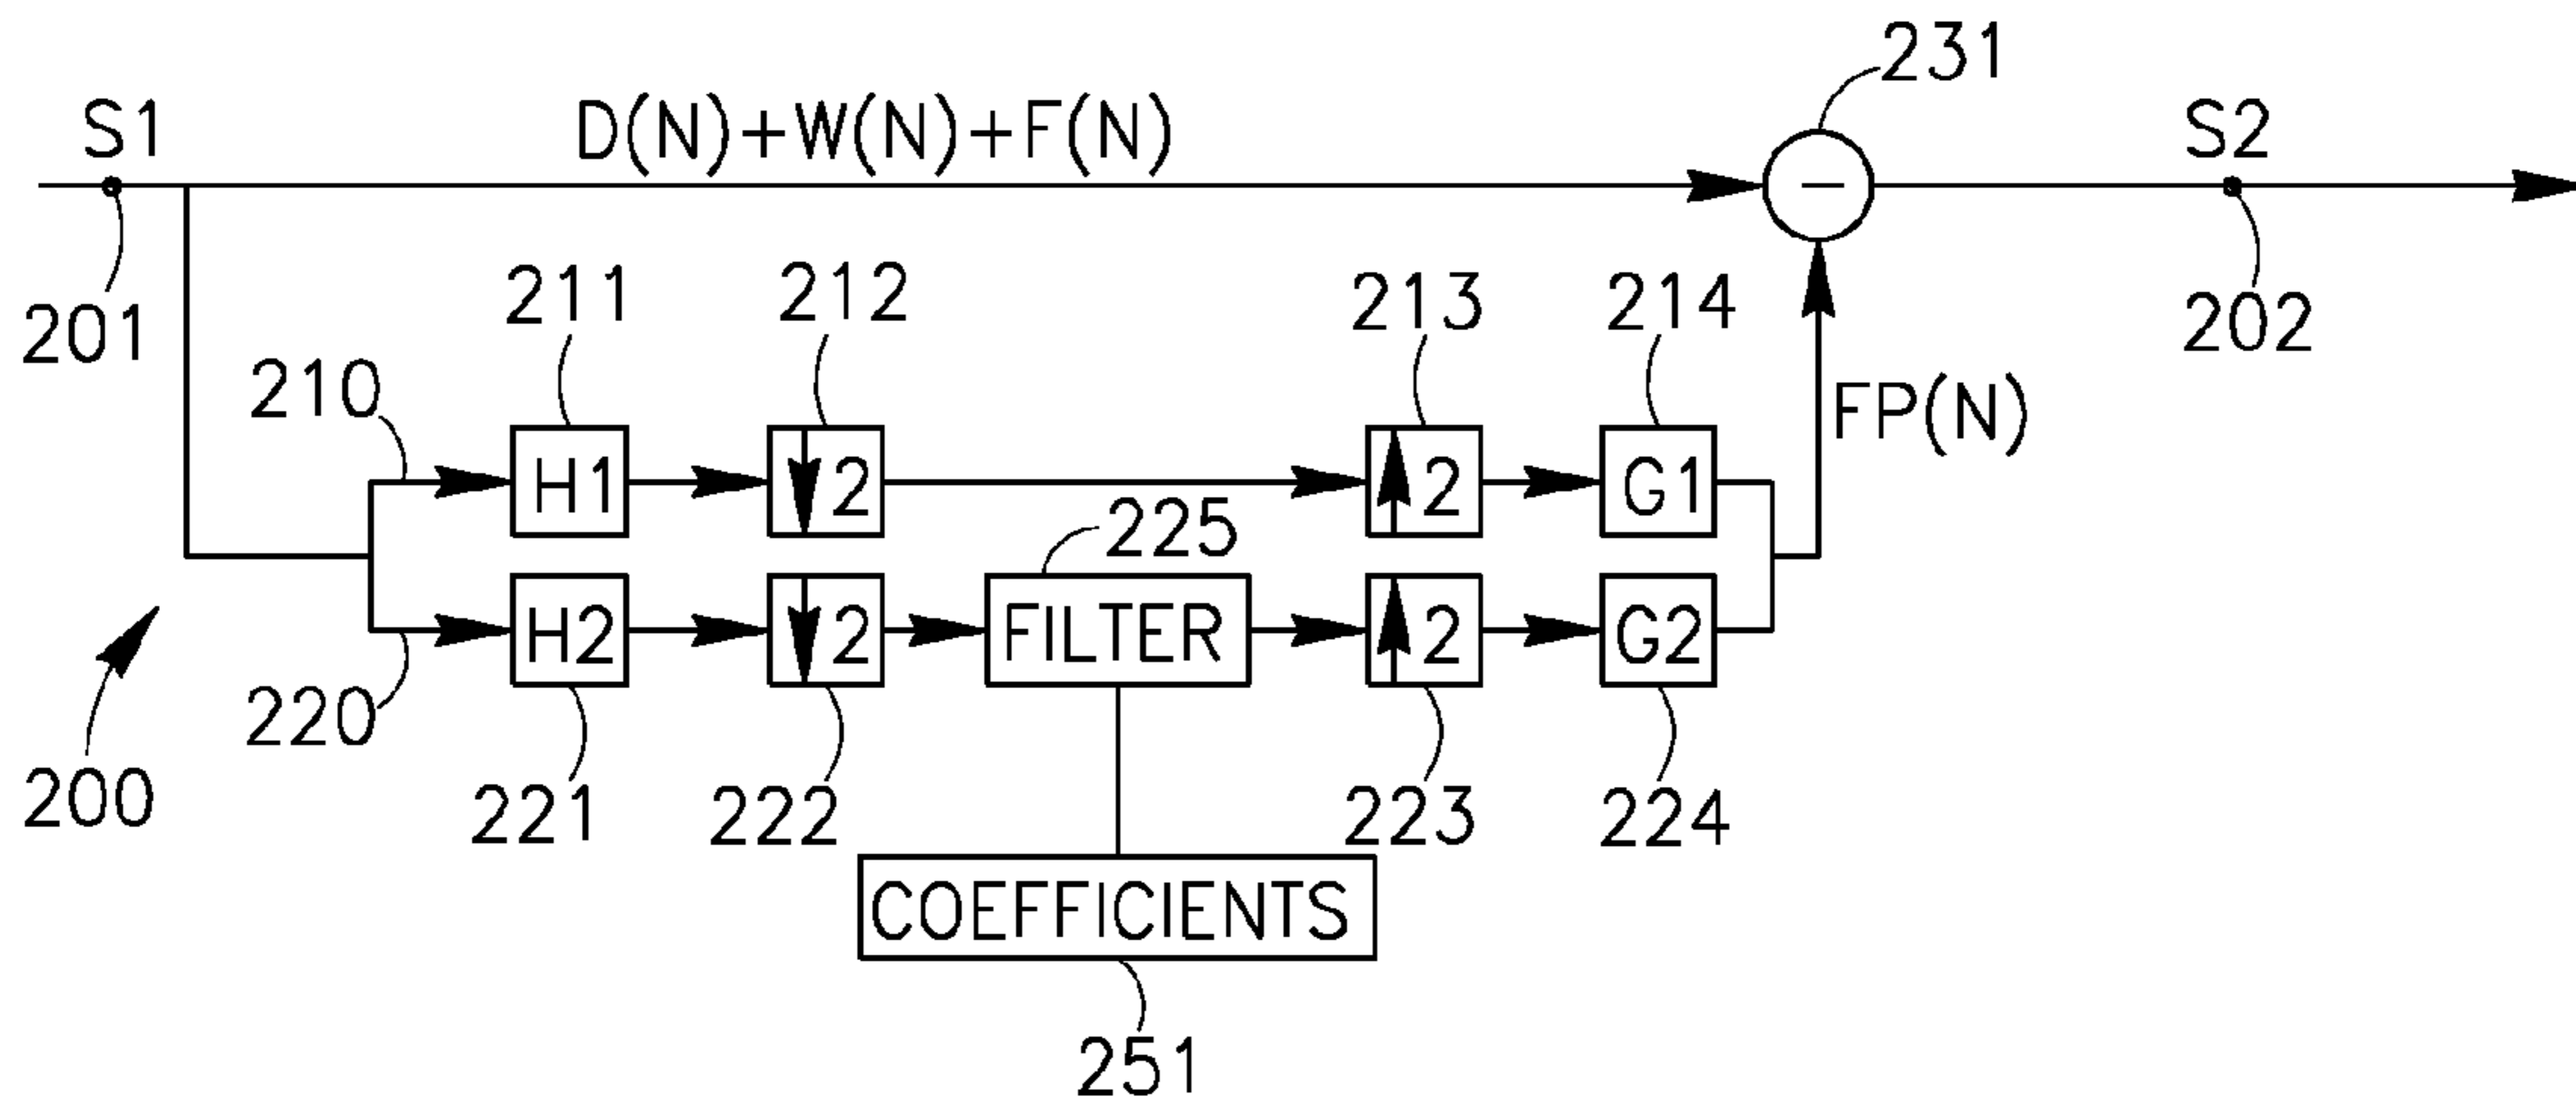 231
S1
D(N)+W(N)+F(N)
S2
-
201
211
212
213
214
202
210
FP(N)
H1
2
2
G1
225
H2
2
FILTER
2
G2
220
200
221
222
223
224
COEFFICIENTS
251